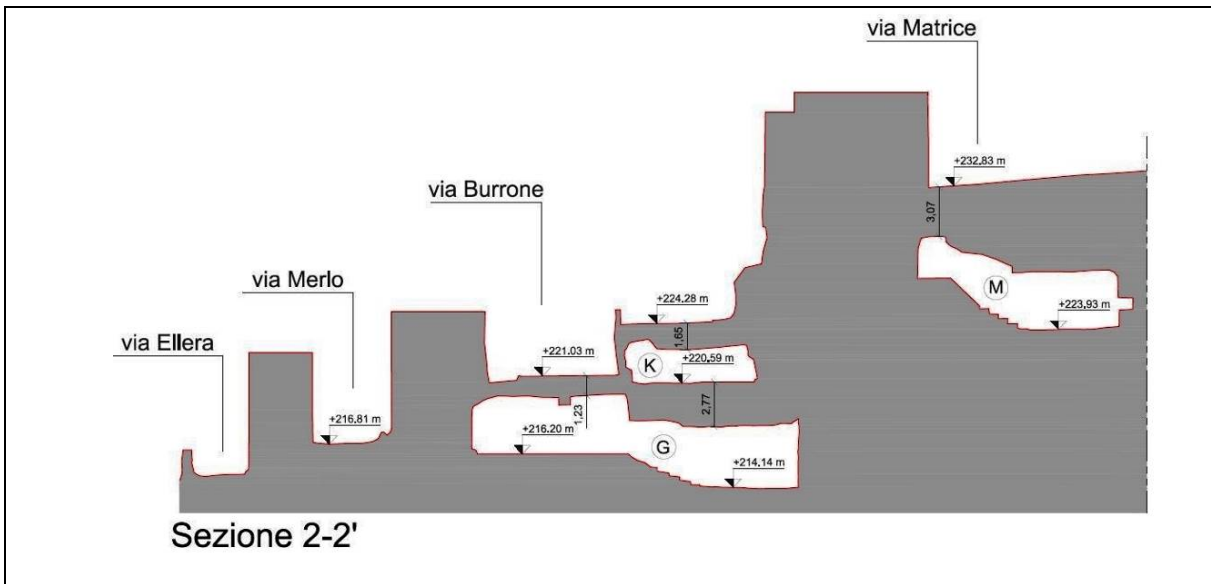 via Matrice
+232.83 m
via Burrone
3,07
via Merlo
M
+224.28 m
+223.93 m
via Ellera
1,65
+221.03 m
K
+220.59 m
1,23
2,77
+216.81 m
+216.20 m
G
+214.14 m
Sezione 2-2'